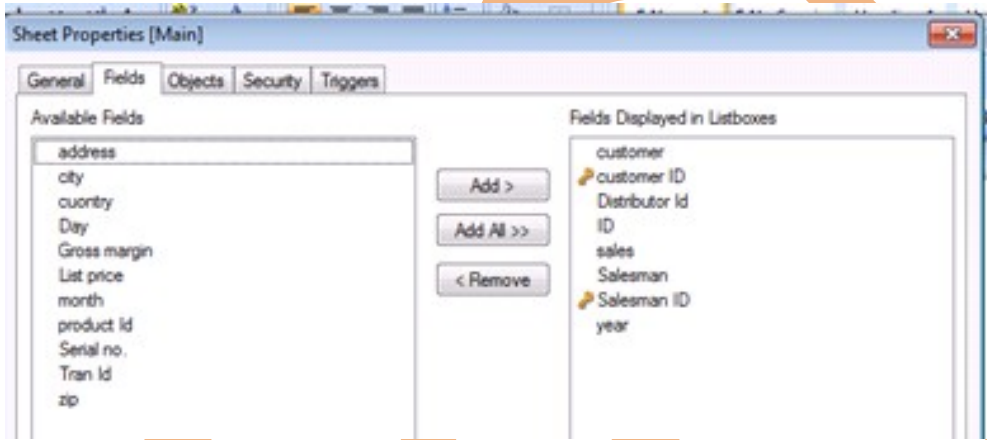 Sheet Properties [Main]
General Fields Objects Security Triggers
Available Fields
address
city
cuontry
Day
Gross margin
List price
month
product Id
Serial no.
Tran Id
zip
Add >
Add All >>
< Remove
Fields Displayed in Listboxes
customer
customer ID
Distributor Id
ID
sales
Salesman
Salesman ID
year